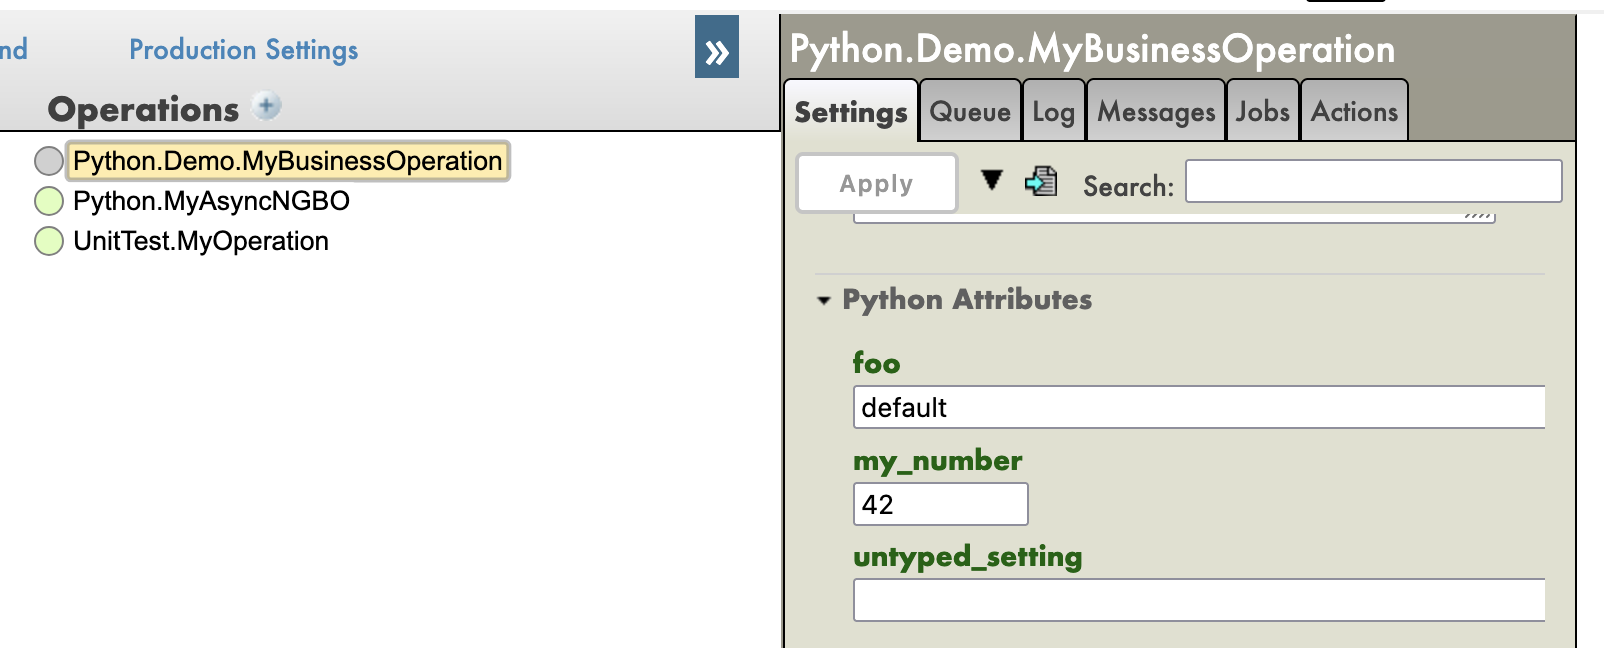 nd
Production Settings
»
Operations
Python.Demo.MyBusinessOperation
Python.MyAsyncNGBO
UnitTest.MyOperation
Python.Demo.MyBusinessOperation
Settings Queue Log Messages Jobs Actions
Apply Search:
Python Attributes
foo
default
my_number
42
untyped_setting